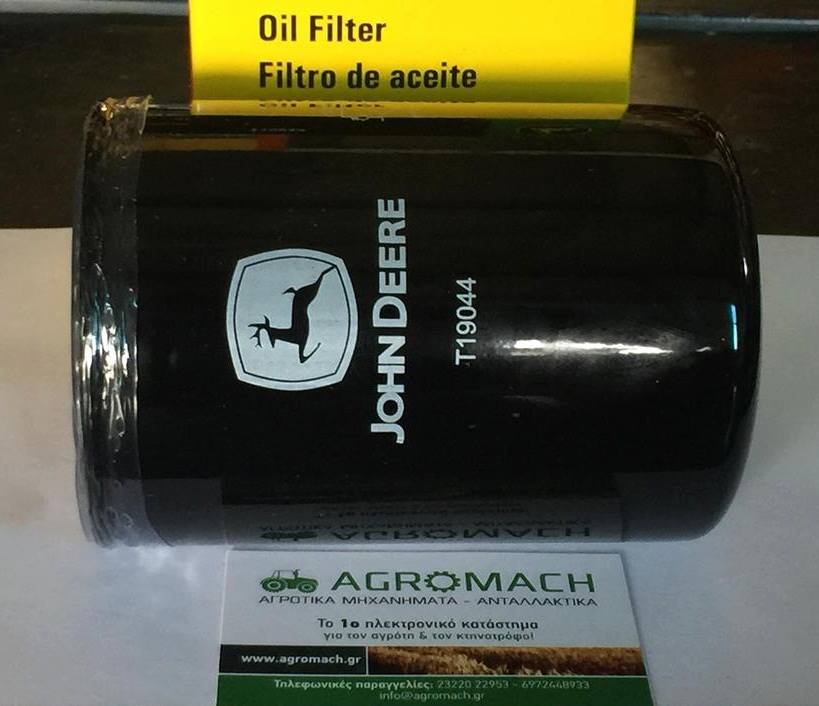 Oil Filter
Filtro de aceite
JOHN DEERE
T19044
AGROMACH
ΑΓΡΟΤΙΚΑ ΜΗΧΑΝΗΜΑΤΑ - ΑΝΤΑΛΛΑΚΤΙΚΑ
Το 1ο ηλεκτρονικό κατάστημα
για τον αγρότη & τον κτηνοτρόφο!
www.agromach.gr
Τηλεφωνικές παραγγελίες: 23220 22953 - 6972448933
info@agromach.gr